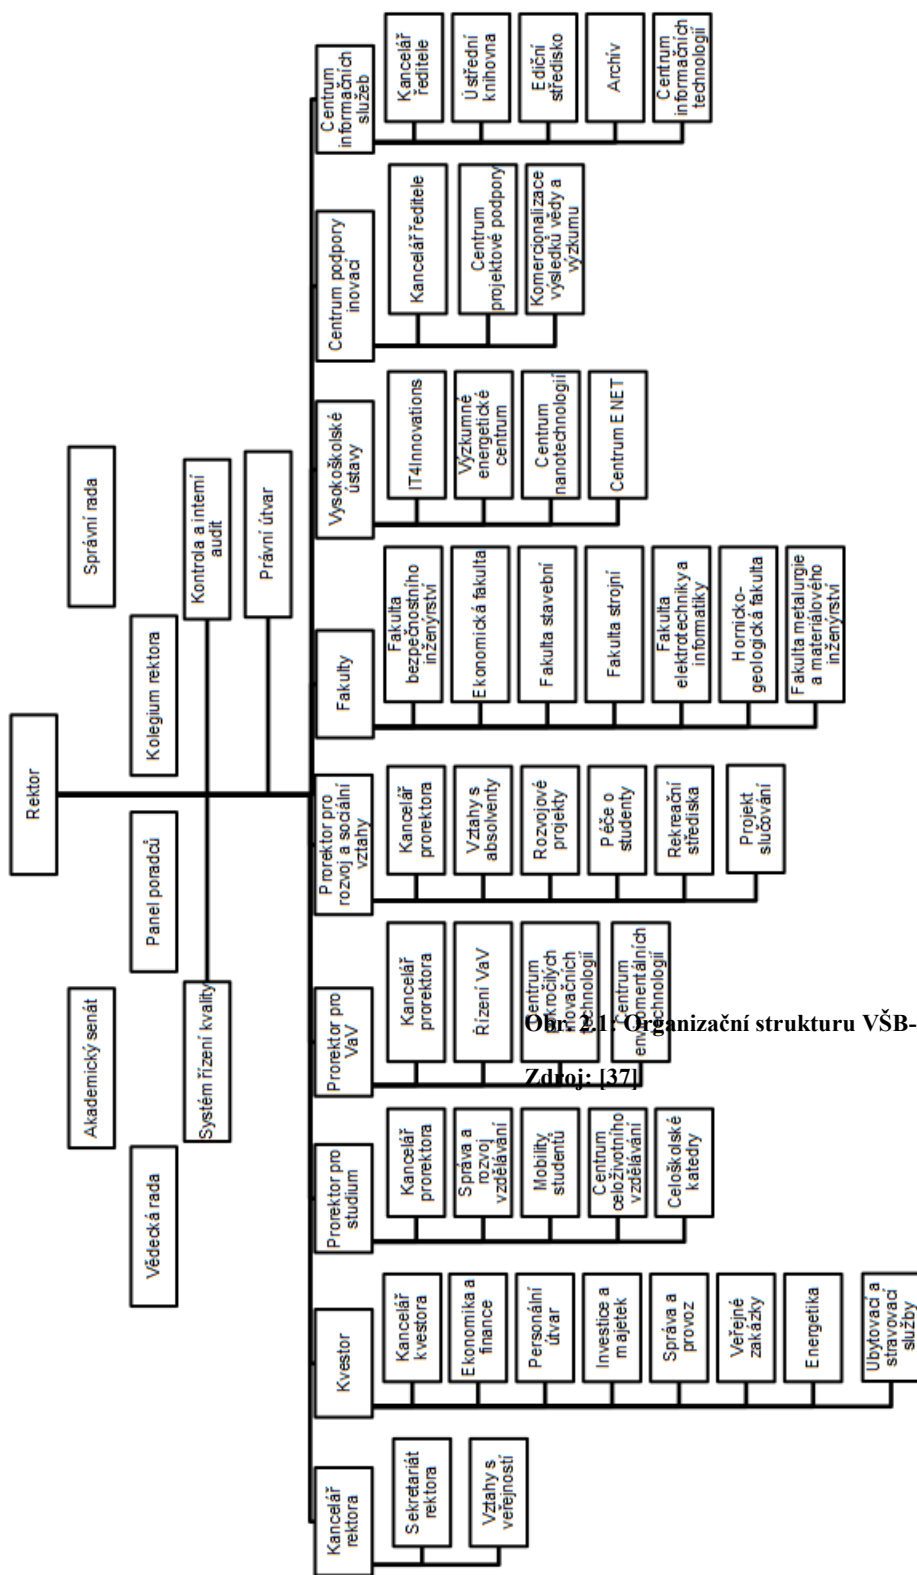 Rektor
Akademický senát
Správní rada
Vědecká rada
Panel poradců
Kolegium rektora
Systém řízení kvality
Kontrola a interní
audit
Právní útvar
Kancelář
rektora
Sekretariát
rektora
Vztahy s
veřejností
Kvestor
Kancelář
kvestora
Ekonomika a
finance
Personální
útvar
Investice a
majetek
Správa a
provoz
Veřejné
zakázky
Energetika
Ubytovací a
stravovací
služby
Prorektor pro
studium
Kancelář
prorektora
Správa a
rozvoj
vzdělávání
Mobility
studentů
Centrum
celoživotního
vzdělávání
Celoškolské
katedry
Prorektor pro
VaV
Kancelář
prorektora
Řízení VaV
Centrum
pokročilých
inovačních
technologií
Centrum
environmentálních
technologií
Prorektor pro
rozvoj a sociální
vztahy
Kancelář
prorektora
Vztahy s
absolventy
Rozvojové
projekty
Péče o
studenty
Rekreační
střediska
Projekt
slučování
Fakulty
Fakulta
bezpečnostního
inženýrství
Ekonomická fakulta
Fakulta stavební
Fakulta strojní
Fakulta
elektrotechniky a
informatiky
Hornicko-
geologická fakulta
Fakulta metalurgie
a materiálového
inženýrství
Vysokoškolské
ústavy
IT4Innovations
Výzkumné
energetické
centrum
Centrum
nanotechnologií
Centrum ENET
Centrum podpory
inovací
Kancelář ředitele
Centrum
projektové podpory
Komercionalizace
výsledků vědy a
výzkumu
Centrum
informačních
služeb
Kancelář
ředitele
Ústřední
knihovna
Ediční
středisko
Archív
Centrum
informačních
technologií
Obr. 2.1: Organizační strukturu VŠB-
Zdroj: [37]